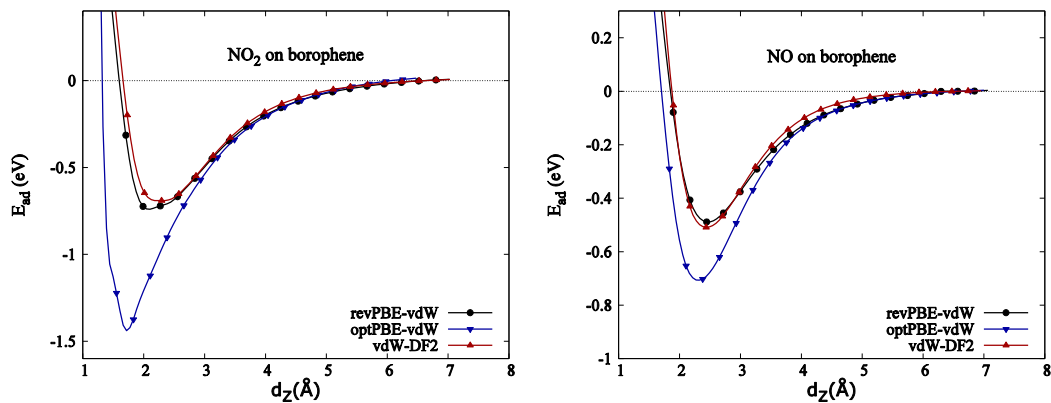 NO2 on borophene
0
-0.5
-1
-1.5
Ead (eV)
1 2 3 4 5 6 7 8
dZ(Å)
revPBE-vdW
optPBE-vdW
vdW-DF2
NO on borophene
0.2
0
-0.2
-0.4
-0.6
-0.8
-1
Ead (eV)
1 2 3 4 5 6 7 8
dZ(Å)
revPBE-vdW
optPBE-vdW
vdW-DF2